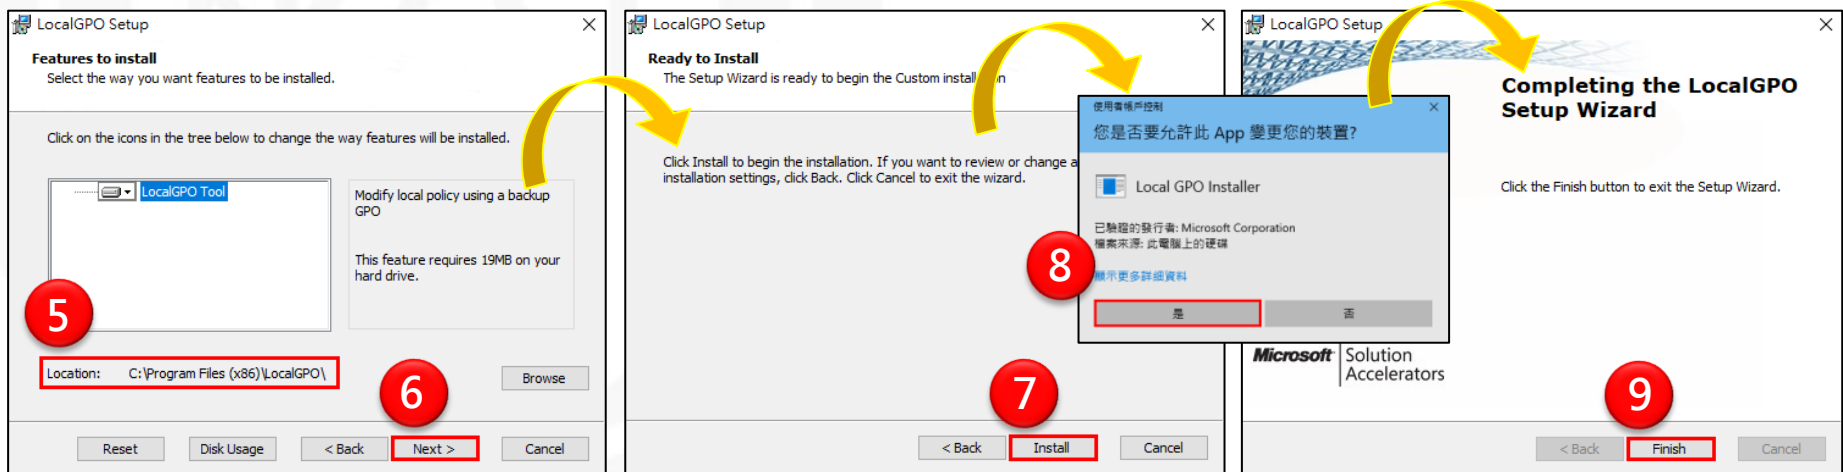 LocalGPO Setup
Features to install
Select the way you want features to be installed.
Click on the icons in the tree below to change the way features will be installed.
LocalGPO Tool
Modify local policy using a backup
GPO
This feature requires 19MB on your
hard drive.
5
Location: C:\Program Files (x86)\LocalGPO\
Browse
6
Reset
Disk Usage
< Back
Next >
Cancel
LocalGPO Setup
Ready to Install
The Setup Wizard is ready to begin the Custom installation
Click Install to begin the installation. If you want to review or change a
installation settings, click Back. Click Cancel to exit the wizard.
7
< Back
Install
Cancel
使用者帳戶控制
您是否要允許此 App 變更您的裝置?
Local GPO Installer
已驗證的發行者: Microsoft Corporation
檔案來源: 此電腦上的硬碟
8
顯示更多詳細資料
是
否
LocalGPO Setup
Completing the LocalGPO
Setup Wizard
Click the Finish button to exit the Setup Wizard.
Microsoft Solution
Accelerators
9
< Back
Finish
Cancel